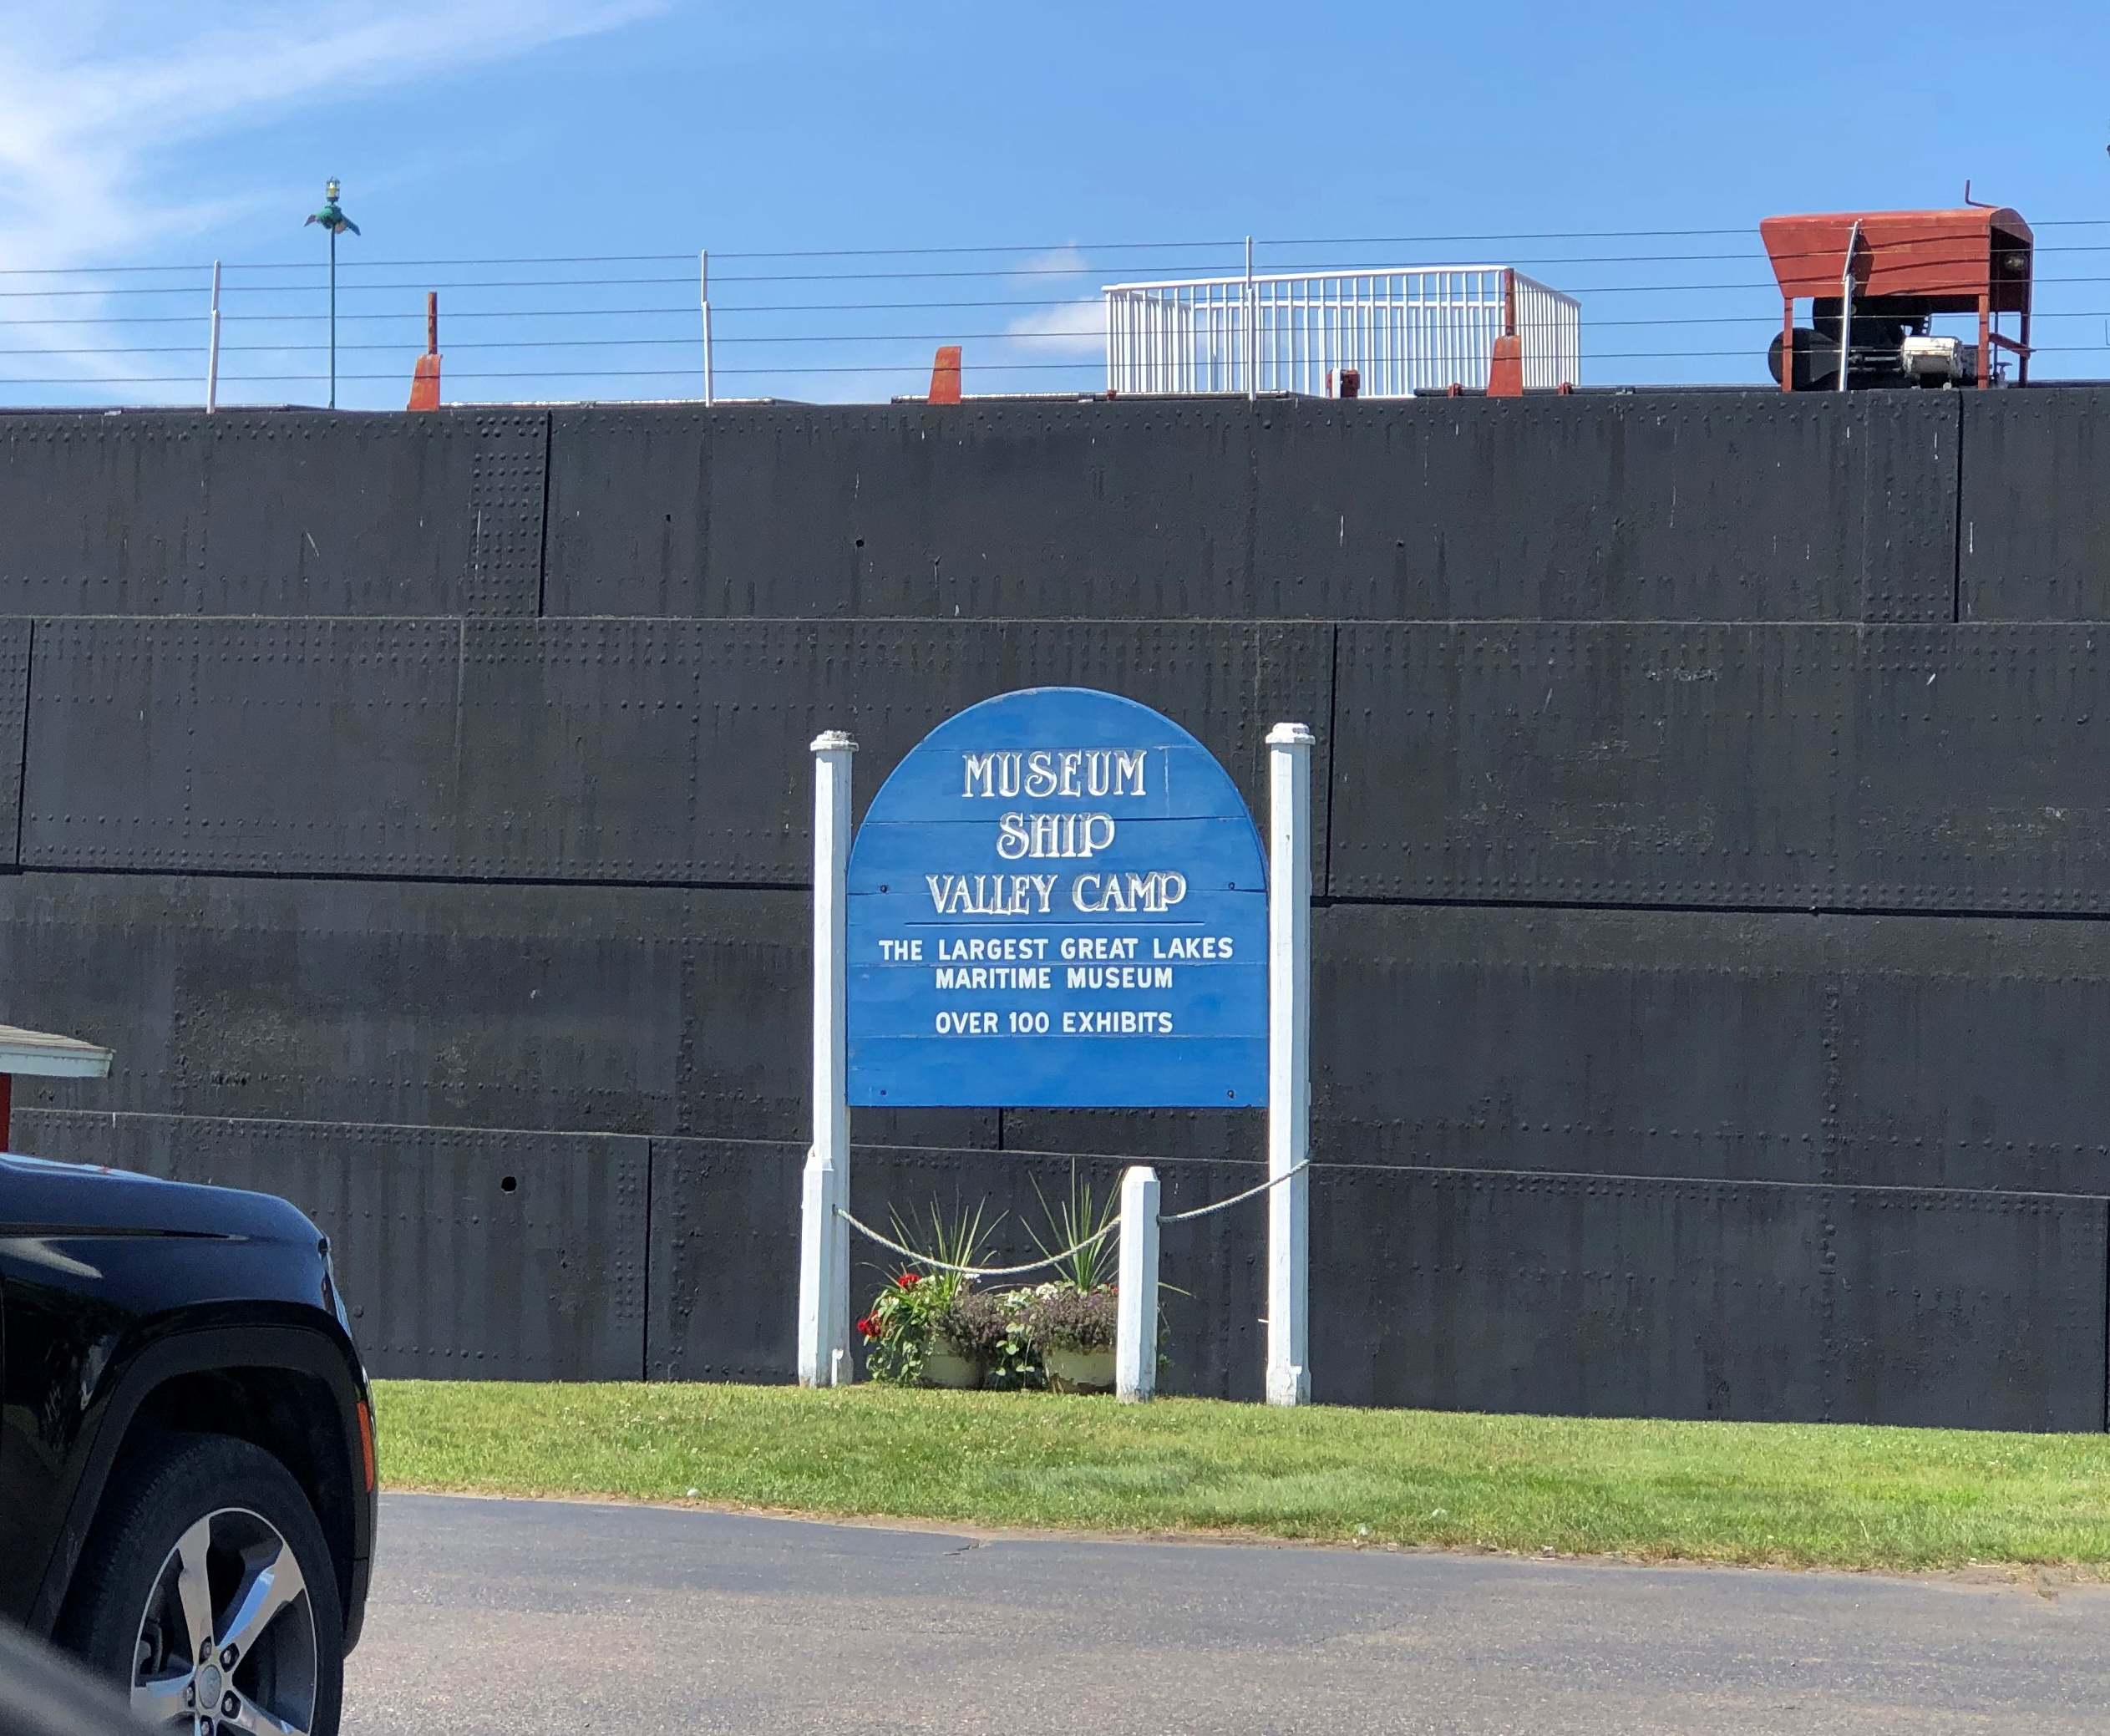 MUSEUM
SHIP
VALLEY CAMP
THE LARGEST GREAT LAKES
MARITIME MUSEUM
OVER 100 EXHIBITS